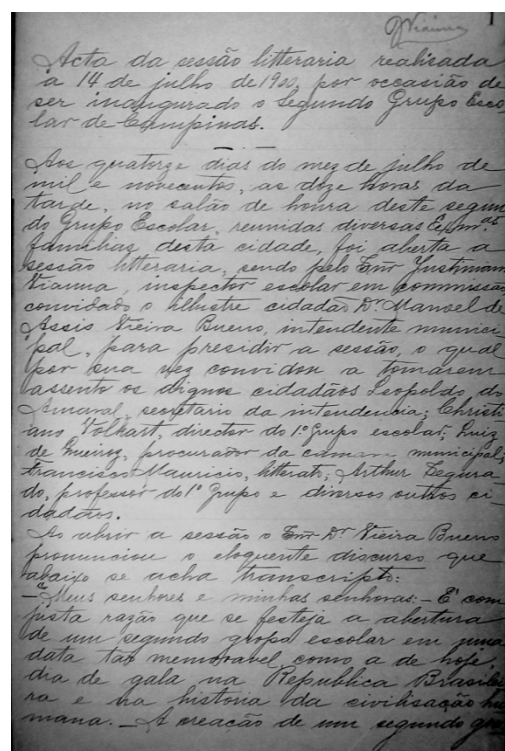 Vianna
1
Acta da sessão litteraria realisada
a 14 de julho de 1900, por occasião de
ser inaugurado o Segundo Grupo Esco
lar de Campinas.
Aos quatorze dias do mez de julho de
mil e novecentos, as doze horas da
tarde, no salão de honra deste segun
do Grupo Escolar, reunidas diversas Exmas
familias desta cidade, foi aberta a
sessão litteraria, sendo pelo Snr Justiniano
Vianna, inspector escolar em commissão
convidado o illustre cidadão Dr. Manoel de
Assis Vieira Bueno, intendente munici
pal, para presidir a sessão, o qual
por sua vez convidou a tomarem
assento os dignos cidadãos Leopoldo do
Amaral, secretario da intendencia; Christi
ano Volkart, director do 1º Grupo escolar; Luiz
de Queiroz, procurador da camara municipal;
Francisco Mauricio, litterato; Arthur Segura
do, professor do 1º Grupo e diversos outros ci
dadãos.
Ao abrir a sessão o Snr Dr Vieira Bueno
pronunciou o eloquente discurso que
abaixo se acha transcripto:
—"Meus senhores e minhas senhoras:— É com
justa razão que se festeja a abertura
de um segundo grupo escolar em uma
data tão memoravel como a de hoje,
dia de gala na Republica Brasilei
ra e na historia da civilisação hu
mana. — A creação de um segundo gru